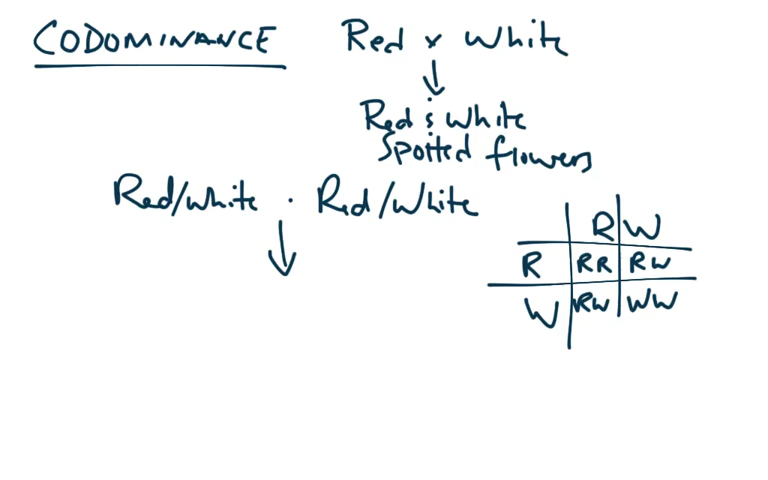 CODOMINANCE
Red x White
Red & White
Spotted flowers
Red/White . Red/White
R W
R RR RW
W RW WW